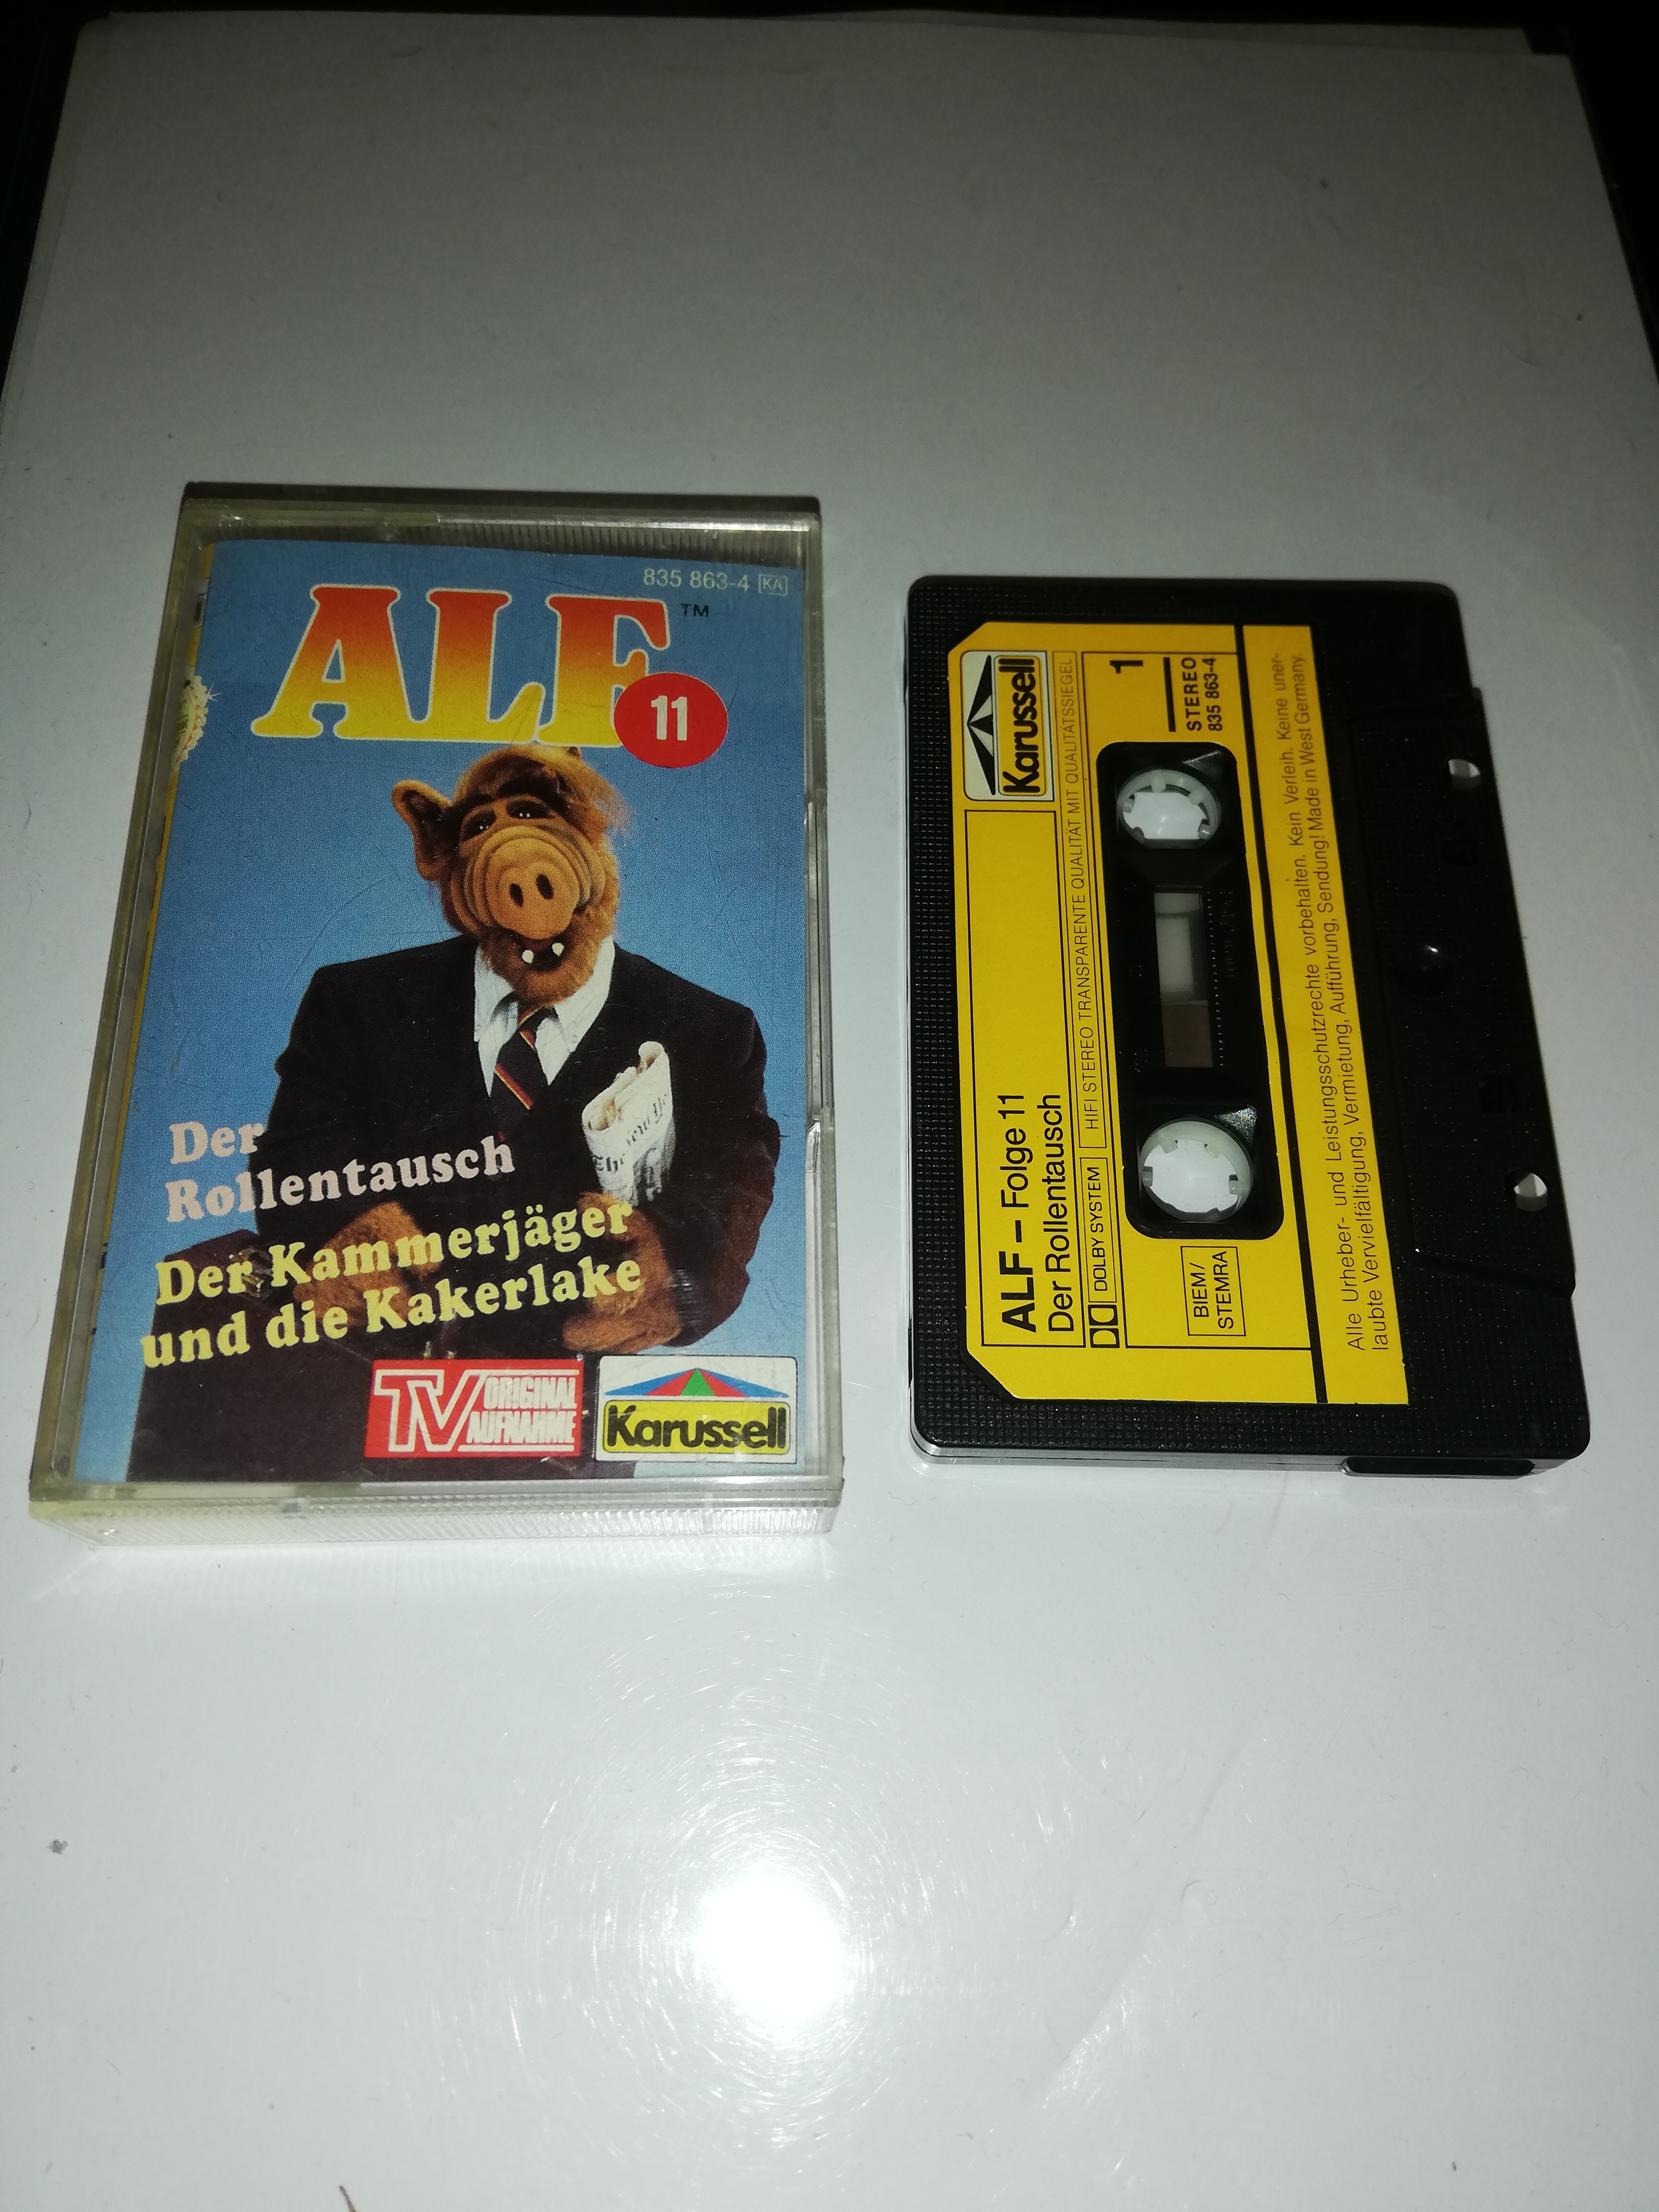 835 863-4 KA
ALF™
11
Der
Rollentausch
Der Kammerjäger
und die Kakerlake
TV ORIGINAL
AUFNAHME
Karussell
The
Karussell
ALF – Folge 11
Der Rollentausch
DOLBY SYSTEM
HIFI STEREO TRANSPARENTE QUALITÄT MIT QUALITÄTSSIEGEL
1
STEREO
835 863-4
BIEM/
STEMRA
Alle Urheber- und Leistungsschutzrechte vorbehalten. Kein Verleih. Keine uner-
laubte Vervielfältigung, Vermietung, Aufführung, Sendung! Made in West Germany.